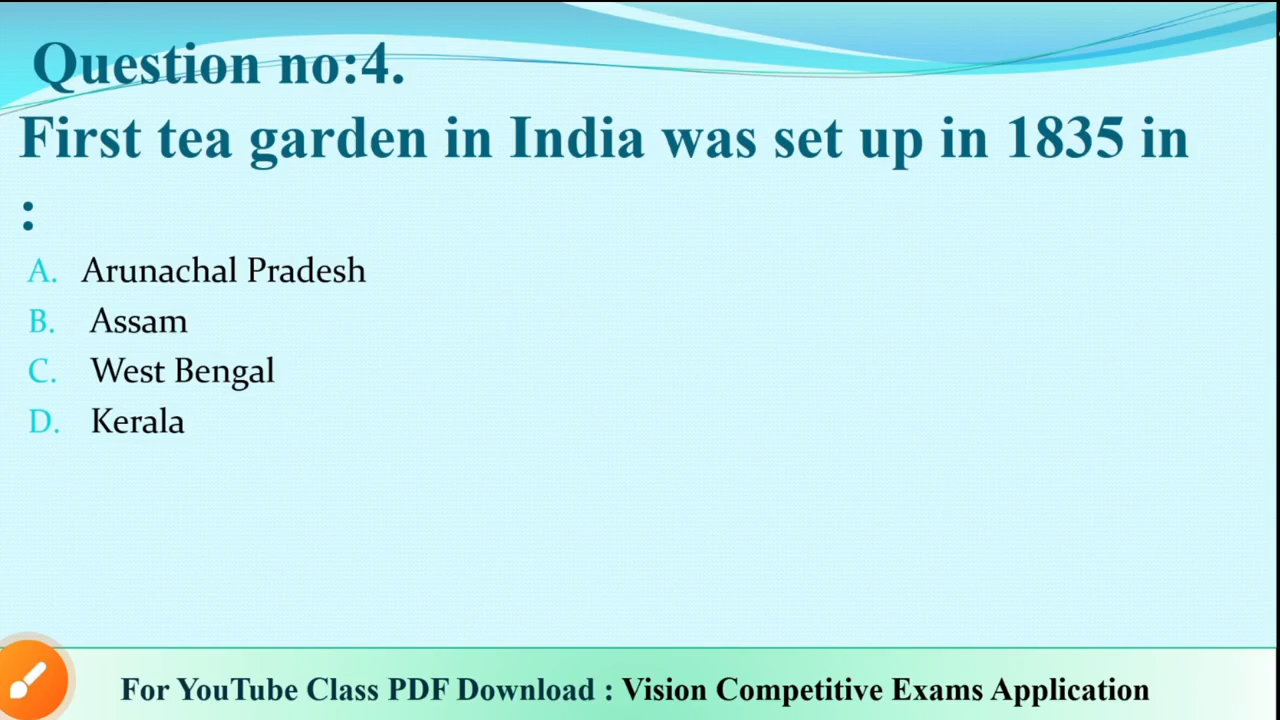 Question no:4.
First tea garden in India was set up in 1835 in
:
A. Arunachal Pradesh
B. Assam
C. West Bengal
D. Kerala
For YouTube Class PDF Download : Vision Competitive Exams Application